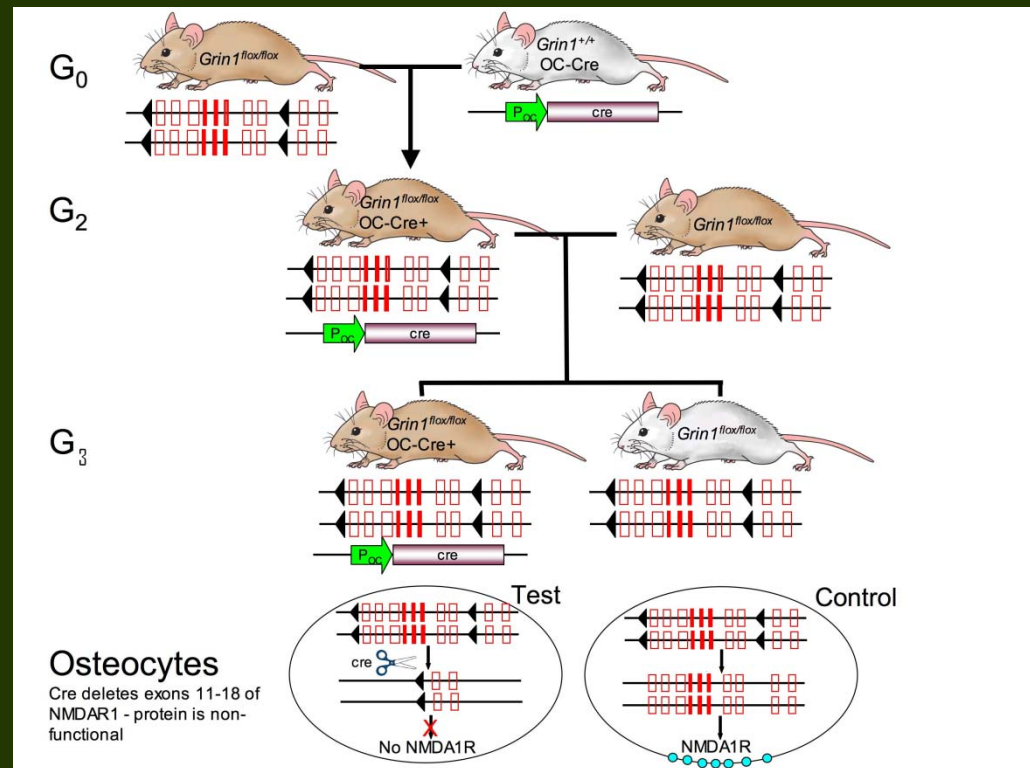 G0
Grin1flox/flox
Grin1+/+
OC-Cre
POC
cre
G2
Grin1flox/flox
OC-Cre+
Grin1flox/flox
POC
cre
G3
Grin1flox/flox
OC-Cre+
Grin1flox/flox
POC
cre
Test
Control
cre
Osteocytes
Cre deletes exons 11-18 of
NMDAR1 - protein is non-
functional
No NMDA1R
NMDA1R